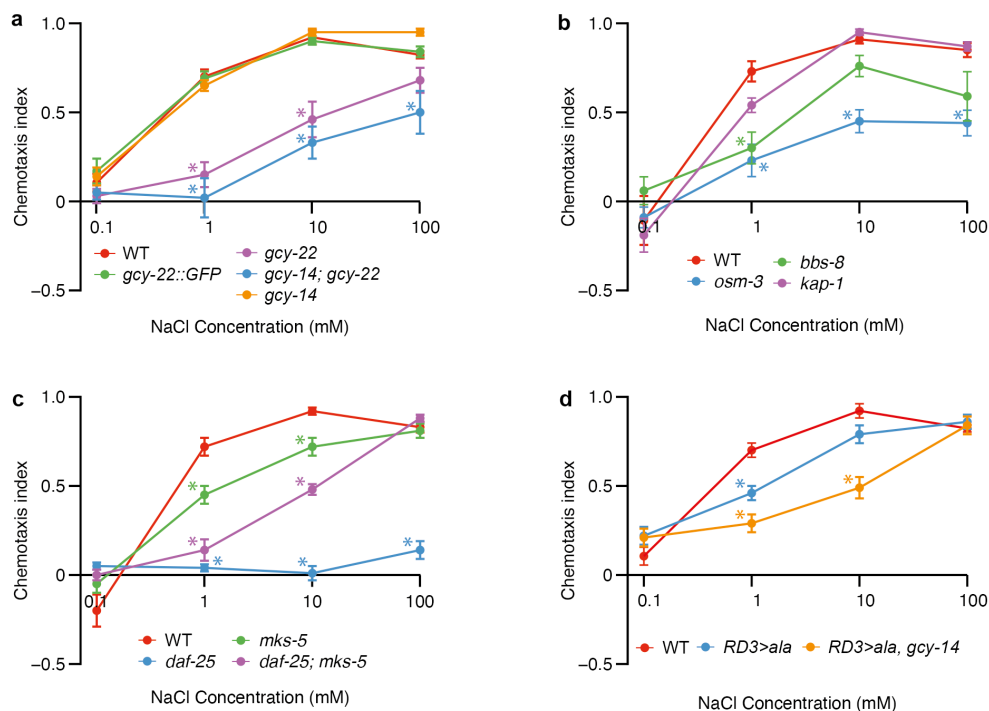 a
1.0
0.5
0
−0.5
Chemotaxis index
* * * * *
0.1 1 10 100
WT
gcy-22::GFP
gcy-22
gcy-14; gcy-22
gcy-14
NaCl Concentration (mM)
b
1.0
0.5
0
−0.5
Chemotaxis index
* * * *
0.1 1 10 100
WT
osm-3
bbs-8
kap-1
NaCl Concentration (mM)
c
1.0
0.5
0
−0.5
Chemotaxis index
* * * * * * *
0.1 1 10 100
WT
daf-25
mks-5
daf-25; mks-5
NaCl Concentration (mM)
d
1.0
0.5
0
−0.5
Chemotaxis index
* * *
0.1 1 10 100
WT RD3>ala RD3>ala, gcy-14
NaCl Concentration (mM)